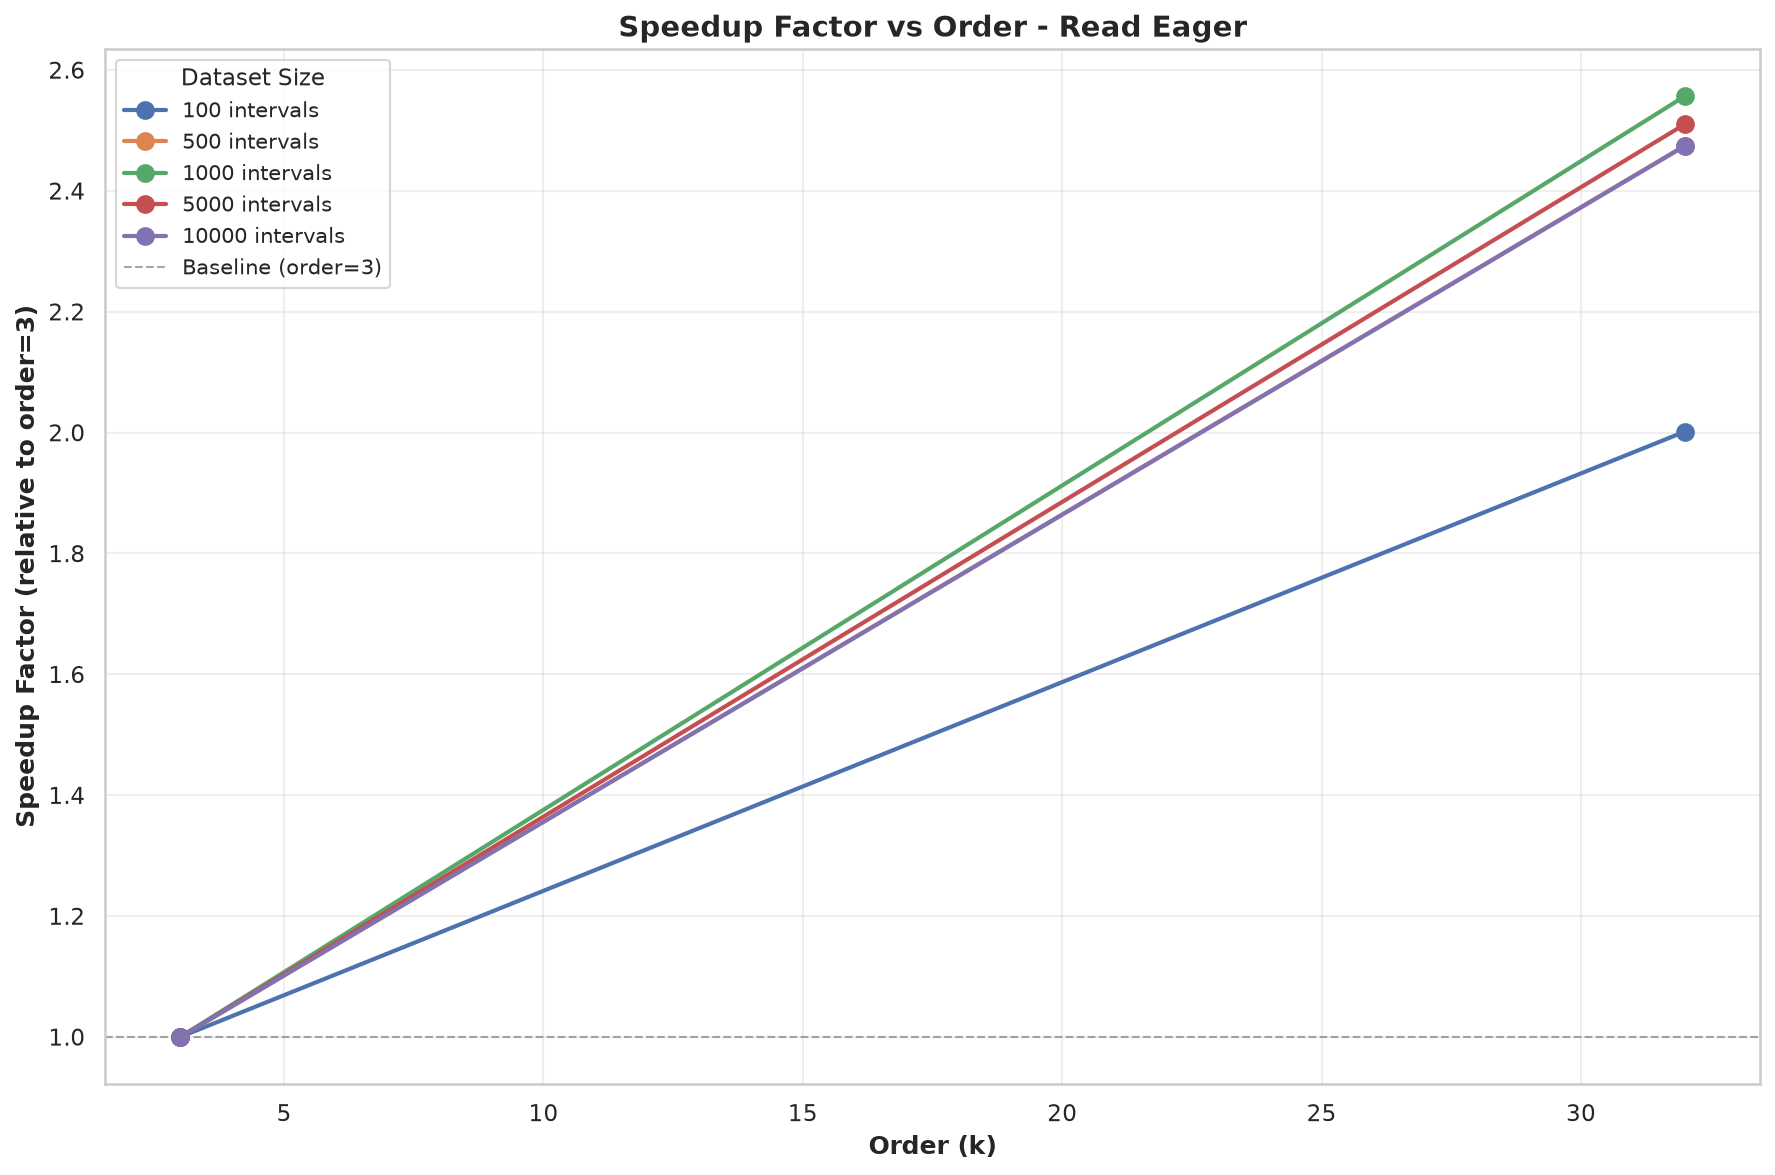 Speedup Factor vs Order - Read Eager
Dataset Size
100 intervals
500 intervals
1000 intervals
5000 intervals
10000 intervals
Baseline (order=3)
Speedup Factor (relative to order=3)
2.6
2.4
2.2
2.0
1.8
1.6
1.4
1.2
1.0
5
10
15
20
25
30
Order (k)